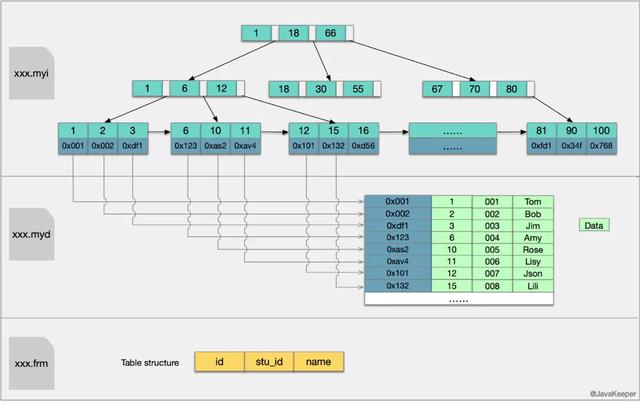 1 18 66
xxx.myi
1 6 12 18 30 55 67 70 80
1 2 3 6 10 11 12 15 16 ...... 81 90 100
0x001 0x002 0xdf1 0x123 0xas2 0xav4 0x101 0x132 0xd56 ...... 0xfd1 0x34f 0x768
xxx.myd
0x001 1 001 Tom
0x002 2 002 Bob
0xdf1 3 003 Jim
Data
0x123 6 004 Amy
0xas2 10 005 Rose
0xav4 11 006 Lisy
0x101 12 007 Json
0x132 15 008 Lili
......
xxx.frm
Table structure id stu_id name
@JavaKeeper